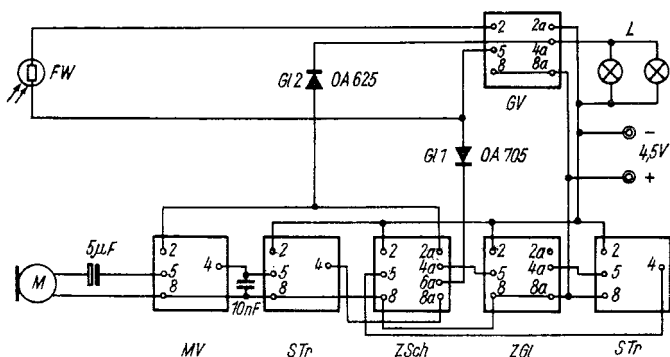 2 2a L
5 4a
8 8a
FW
Gl 2 OA 625 GV
–
4,5V
+
Gl 1 OA 705
5µF
2 2 2 2a 2 2a 2
M 5 4 5 4 5 4a 5 4a 5 4
6a
8 8 8 8a 8 8a 8
10nF
MV STr ZSch ZGl STr